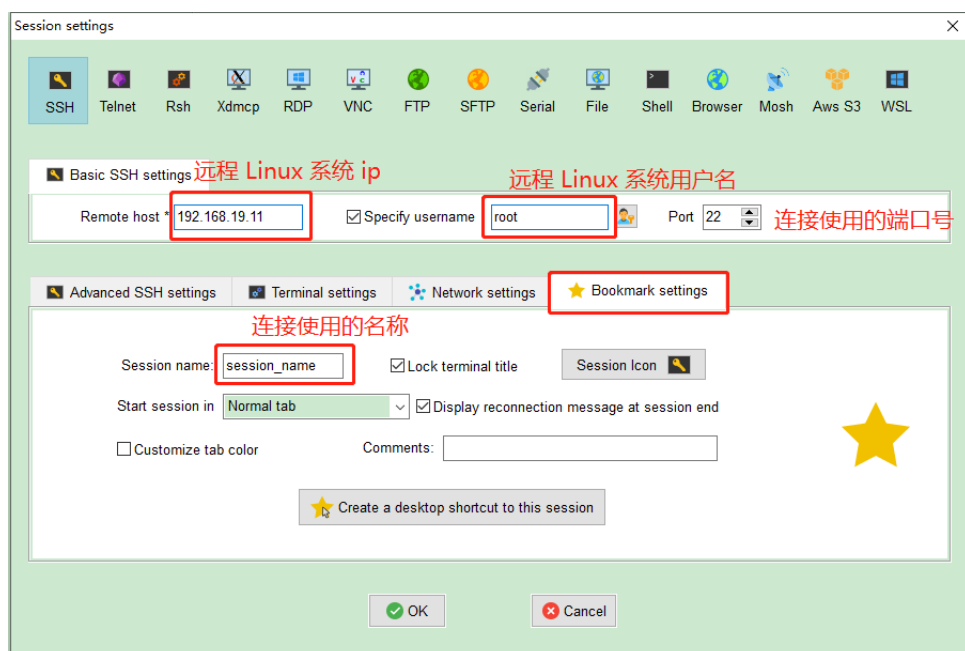 Session settings
SSH Telnet Rsh Xdmcp RDP VNC FTP SFTP Serial File Shell Browser Mosh Aws S3 WSL
Basic SSH settings 远程 Linux 系统 ip 远程 Linux 系统用户名
Remote host * 192.168.19.11 Specify username root Port 22 连接使用的端口号
Advanced SSH settings Terminal settings Network settings Bookmark settings
连接使用的名称
Session name: session_name Lock terminal title Session Icon
Start session in Normal tab Display reconnection message at session end
Customize tab color Comments:
Create a desktop shortcut to this session
OK Cancel